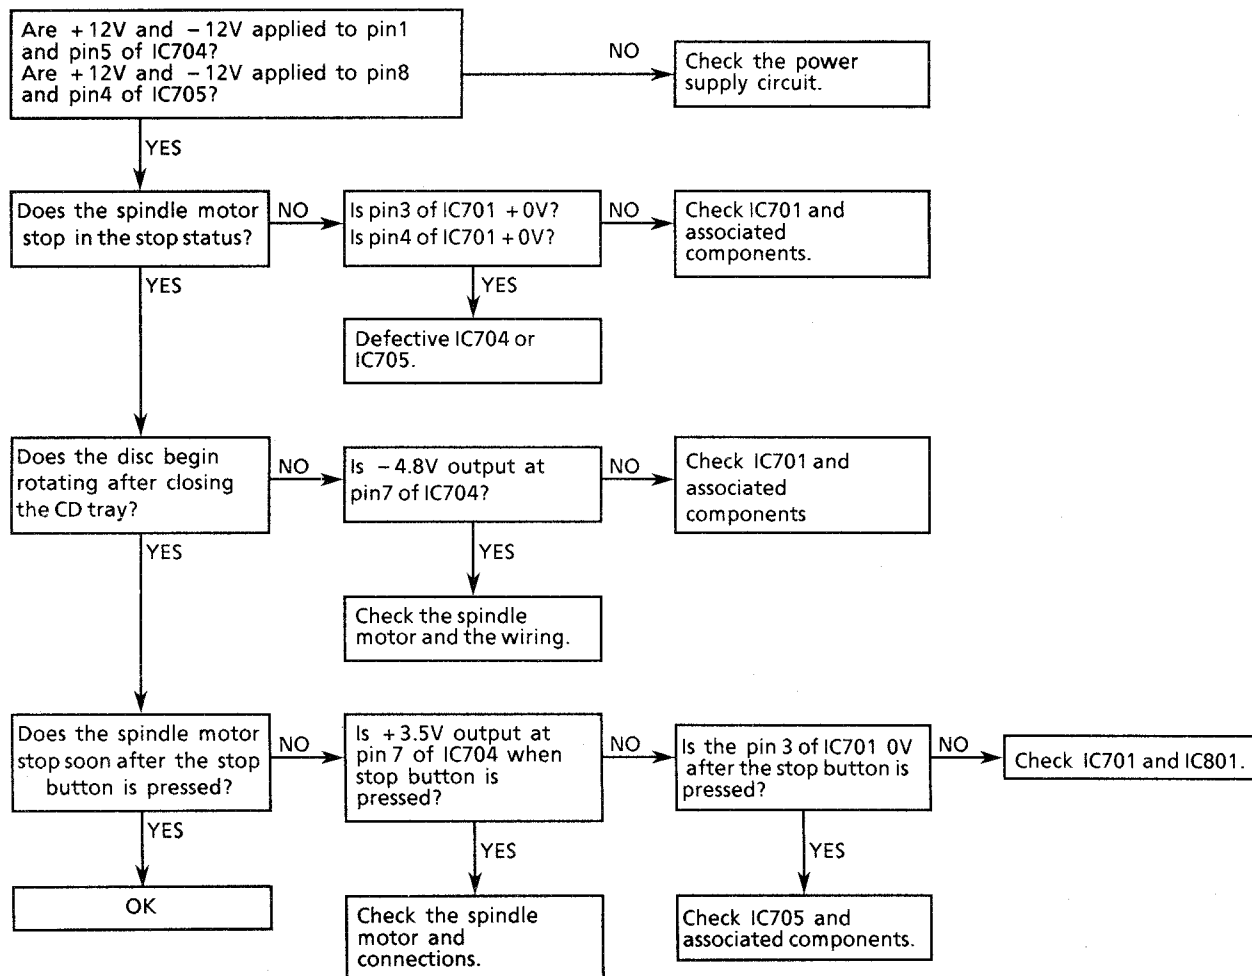 Are +12V and −12V applied to pin1
and pin5 of IC704?
Are +12V and −12V applied to pin8
and pin4 of IC705?
NO
Check the power
supply circuit.
YES
Does the spindle motor
stop in the stop status?
NO
Is pin3 of IC701 +0V?
Is pin4 of IC701 +0V?
NO
Check IC701 and
associated
components.
YES
YES
Defective IC704 or
IC705.
Does the disc begin
rotating after closing
the CD tray?
NO
Is −4.8V output at
pin7 of IC704?
NO
Check IC701 and
associated
components
YES
YES
Check the spindle
motor and the wiring.
Does the spindle motor
stop soon after the stop
button is pressed?
NO
Is +3.5V output at
pin 7 of IC704 when
stop button is
pressed?
NO
Is the pin 3 of IC701 0V
after the stop button is
pressed?
NO
Check IC701 and IC801.
YES
YES
YES
OK
Check the spindle
motor and
connections.
Check IC705 and
associated components.